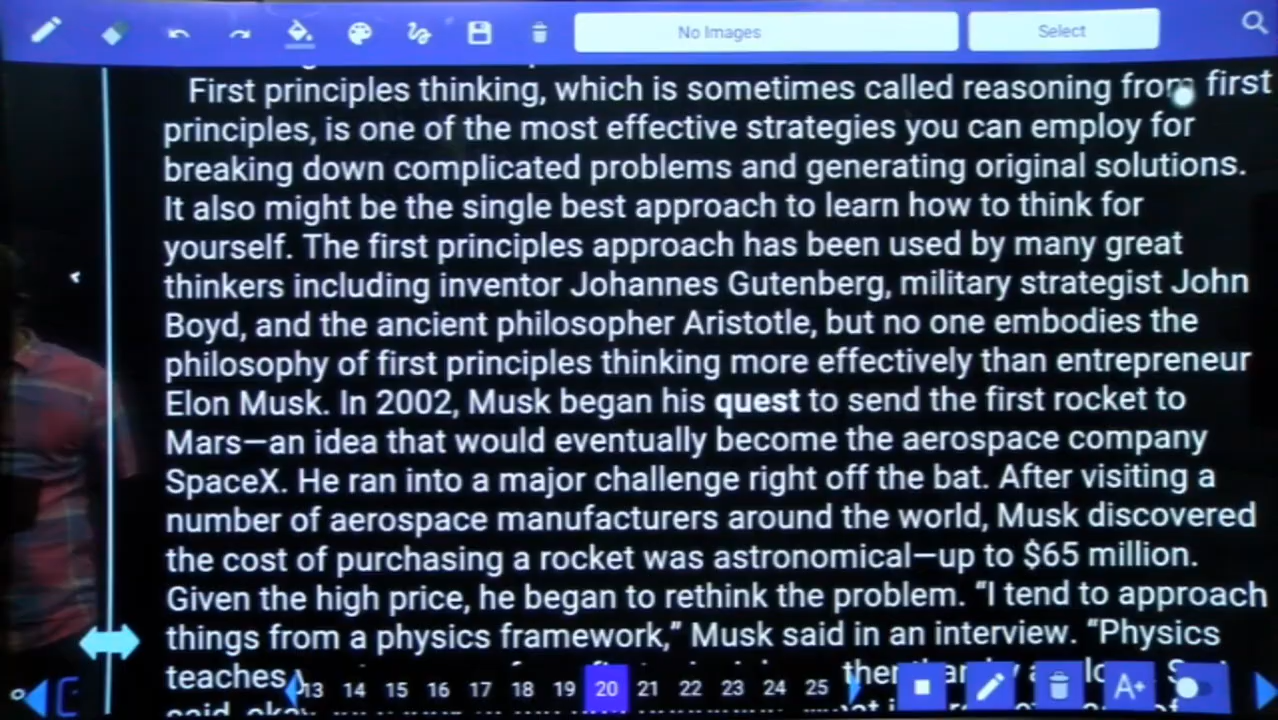 No Images
Select
First principles thinking, which is sometimes called reasoning from first
principles, is one of the most effective strategies you can employ for
breaking down complicated problems and generating original solutions.
It also might be the single best approach to learn how to think for
yourself. The first principles approach has been used by many great
thinkers including inventor Johannes Gutenberg, military strategist John
Boyd, and the ancient philosopher Aristotle, but no one embodies the
philosophy of first principles thinking more effectively than entrepreneur
Elon Musk. In 2002, Musk began his quest to send the first rocket to
Mars—an idea that would eventually become the aerospace company
SpaceX. He ran into a major challenge right off the bat. After visiting a
number of aerospace manufacturers around the world, Musk discovered
the cost of purchasing a rocket was astronomical—up to $65 million.
Given the high price, he began to rethink the problem. “I tend to approach
things from a physics framework,” Musk said in an interview. “Physics
teaches
13 14 15 16 17 18 19 20 21 22 23 24 25
A+